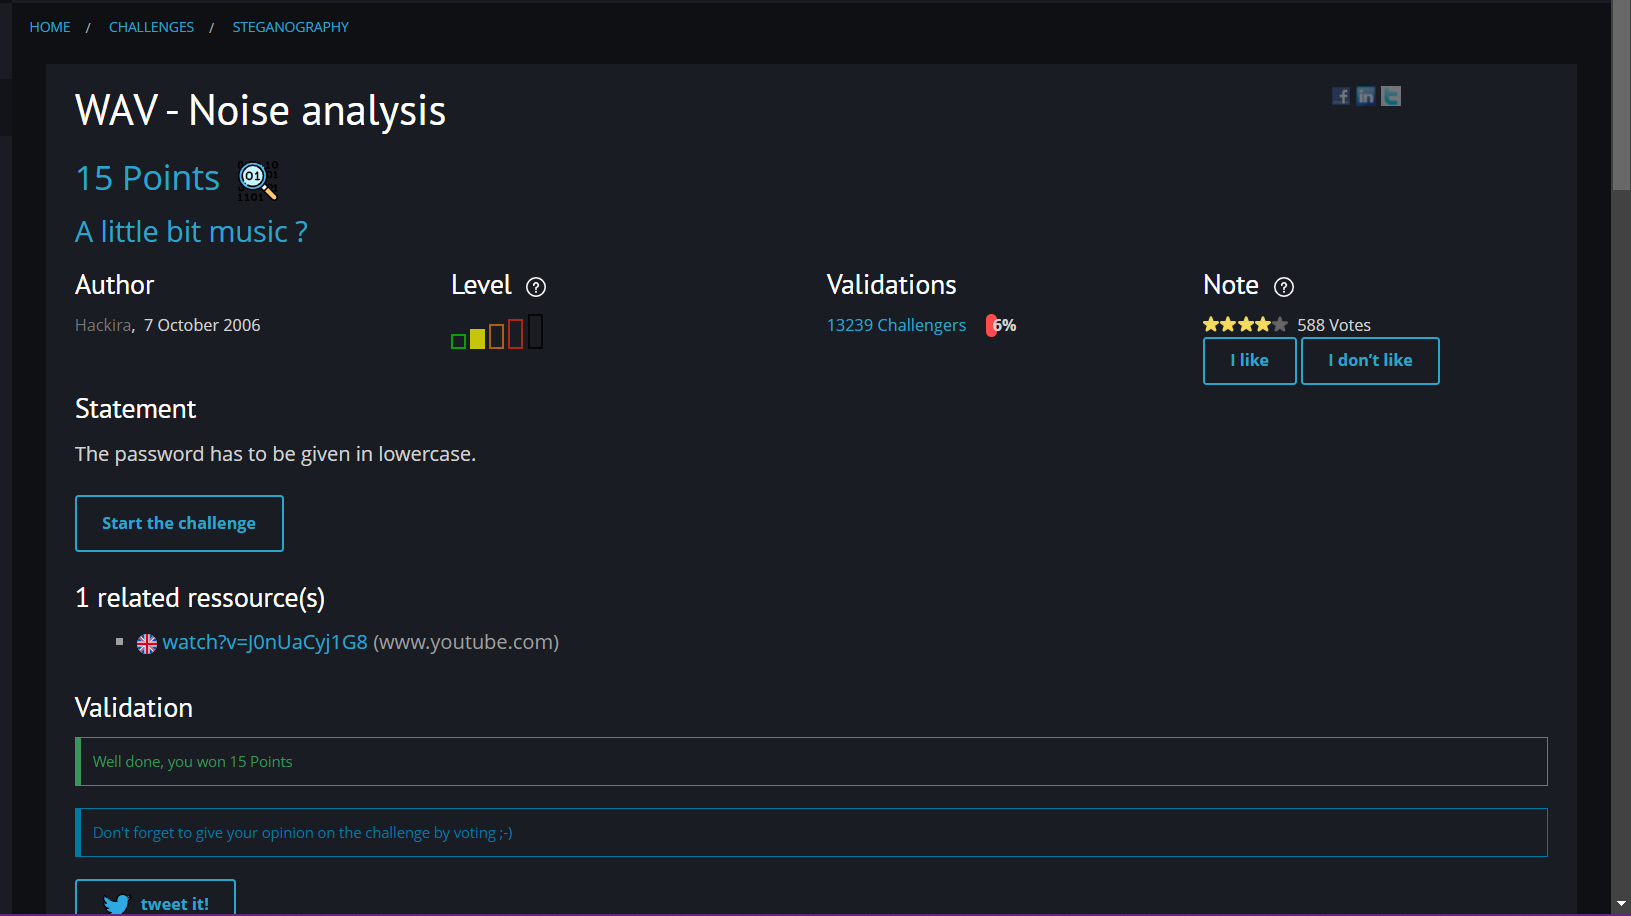 HOME / CHALLENGES / STEGANOGRAPHY
WAV - Noise analysis
15 Points
A little bit music ?
Author
Level
Validations
Note
Hackira, 7 October 2006
13239 Challengers 6%
588 Votes
I like
I don't like
Statement
The password has to be given in lowercase.
Start the challenge
1 related ressource(s)
watch?v=J0nUaCyj1G8 (www.youtube.com)
Validation
Well done, you won 15 Points
Don't forget to give your opinion on the challenge by voting ;-)
tweet it!